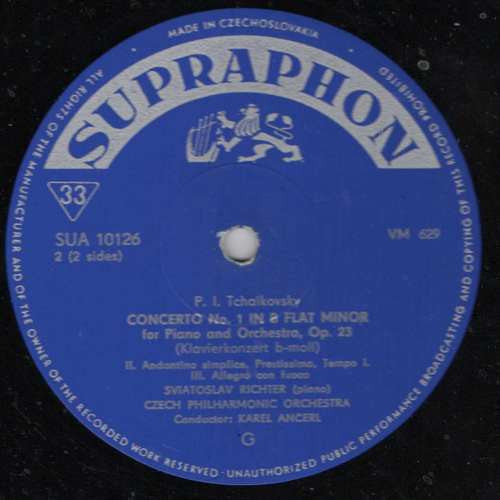 MADE IN CZECHOSLOVAKIA
ALL RIGHTS OF THE MANUFACTURER AND OF THE OWNER OF THE RECORDED WORK RESERVED · UNAUTHORIZED PUBLIC PERFORMANCE BROADCASTING AND COPYING OF THIS RECORD PROHIBITED
SUPRAPHON
33
SUA 10126
VM 629
2 (2 sides)
P. I. Tchaikovsky
CONCERTO No. 1 IN B FLAT MINOR
for Piano and Orchestra, Op. 23
(Klavierkonzert b-moll)
II. Andantino simplice, Prestissimo, Tempo I.
III. Allegro con fuoco
SVIATOSLAV RICHTER (piano)
CZECH PHILHARMONIC ORCHESTRA
Conductor: KAREL ANCERL
G